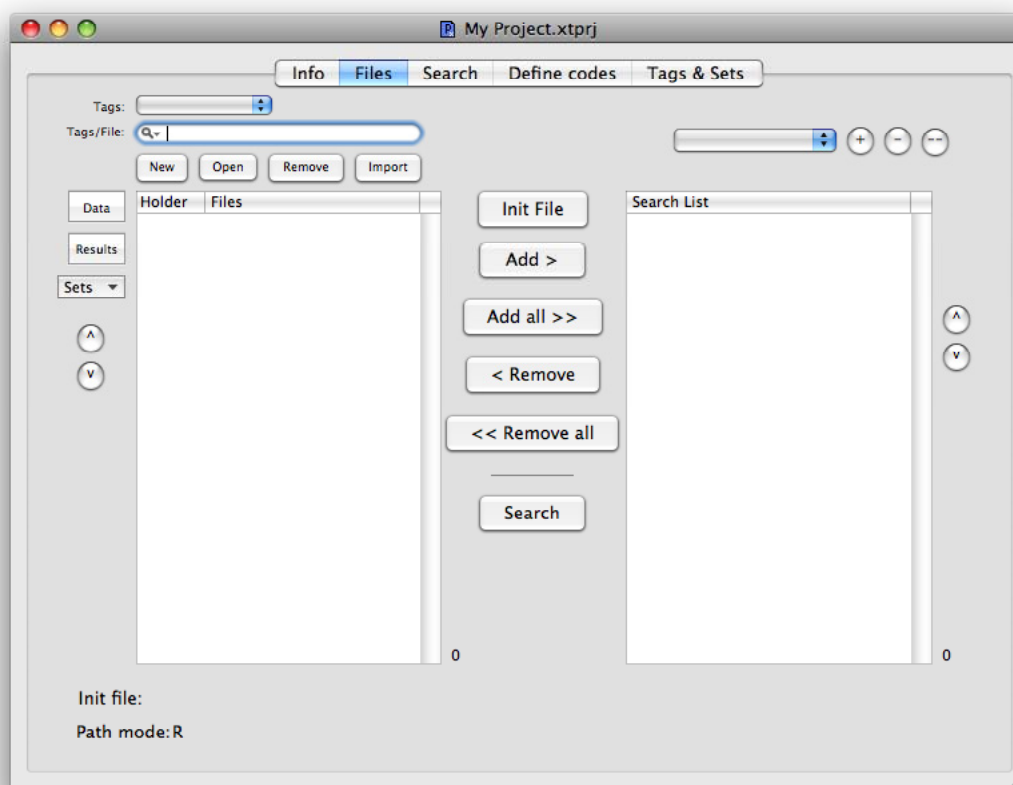 My Project.xtprj
Info Files Search Define codes Tags & Sets
Tags:
Tags/File:
+ - --
New Open Remove Import
Data
Results
Sets
^
v
Holder Files
Init File
Add >
Add all >>
< Remove
<< Remove all
Search
Search List
^
v
0
0
Init file:
Path mode: R